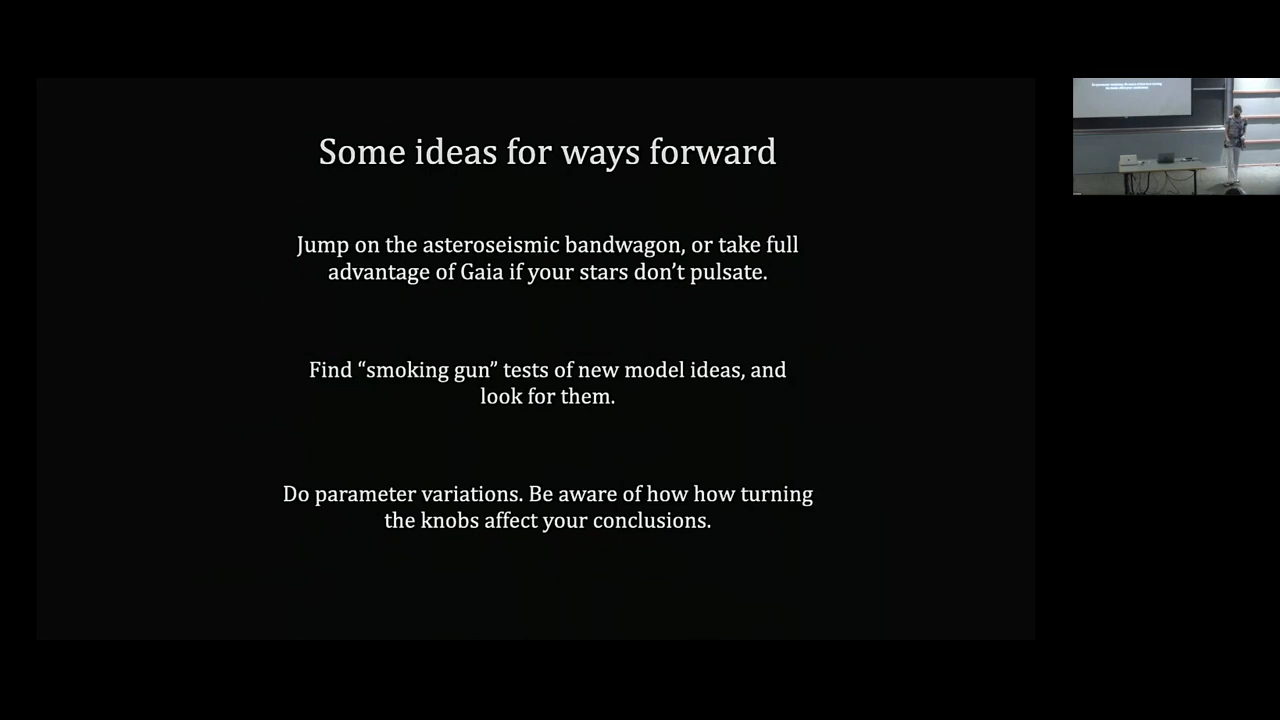 Some ideas for ways forward
Jump on the asteroseismic bandwagon, or take full
advantage of Gaia if your stars don’t pulsate.
Find “smoking gun” tests of new model ideas, and
look for them.
Do parameter variations. Be aware of how how turning
the knobs affect your conclusions.